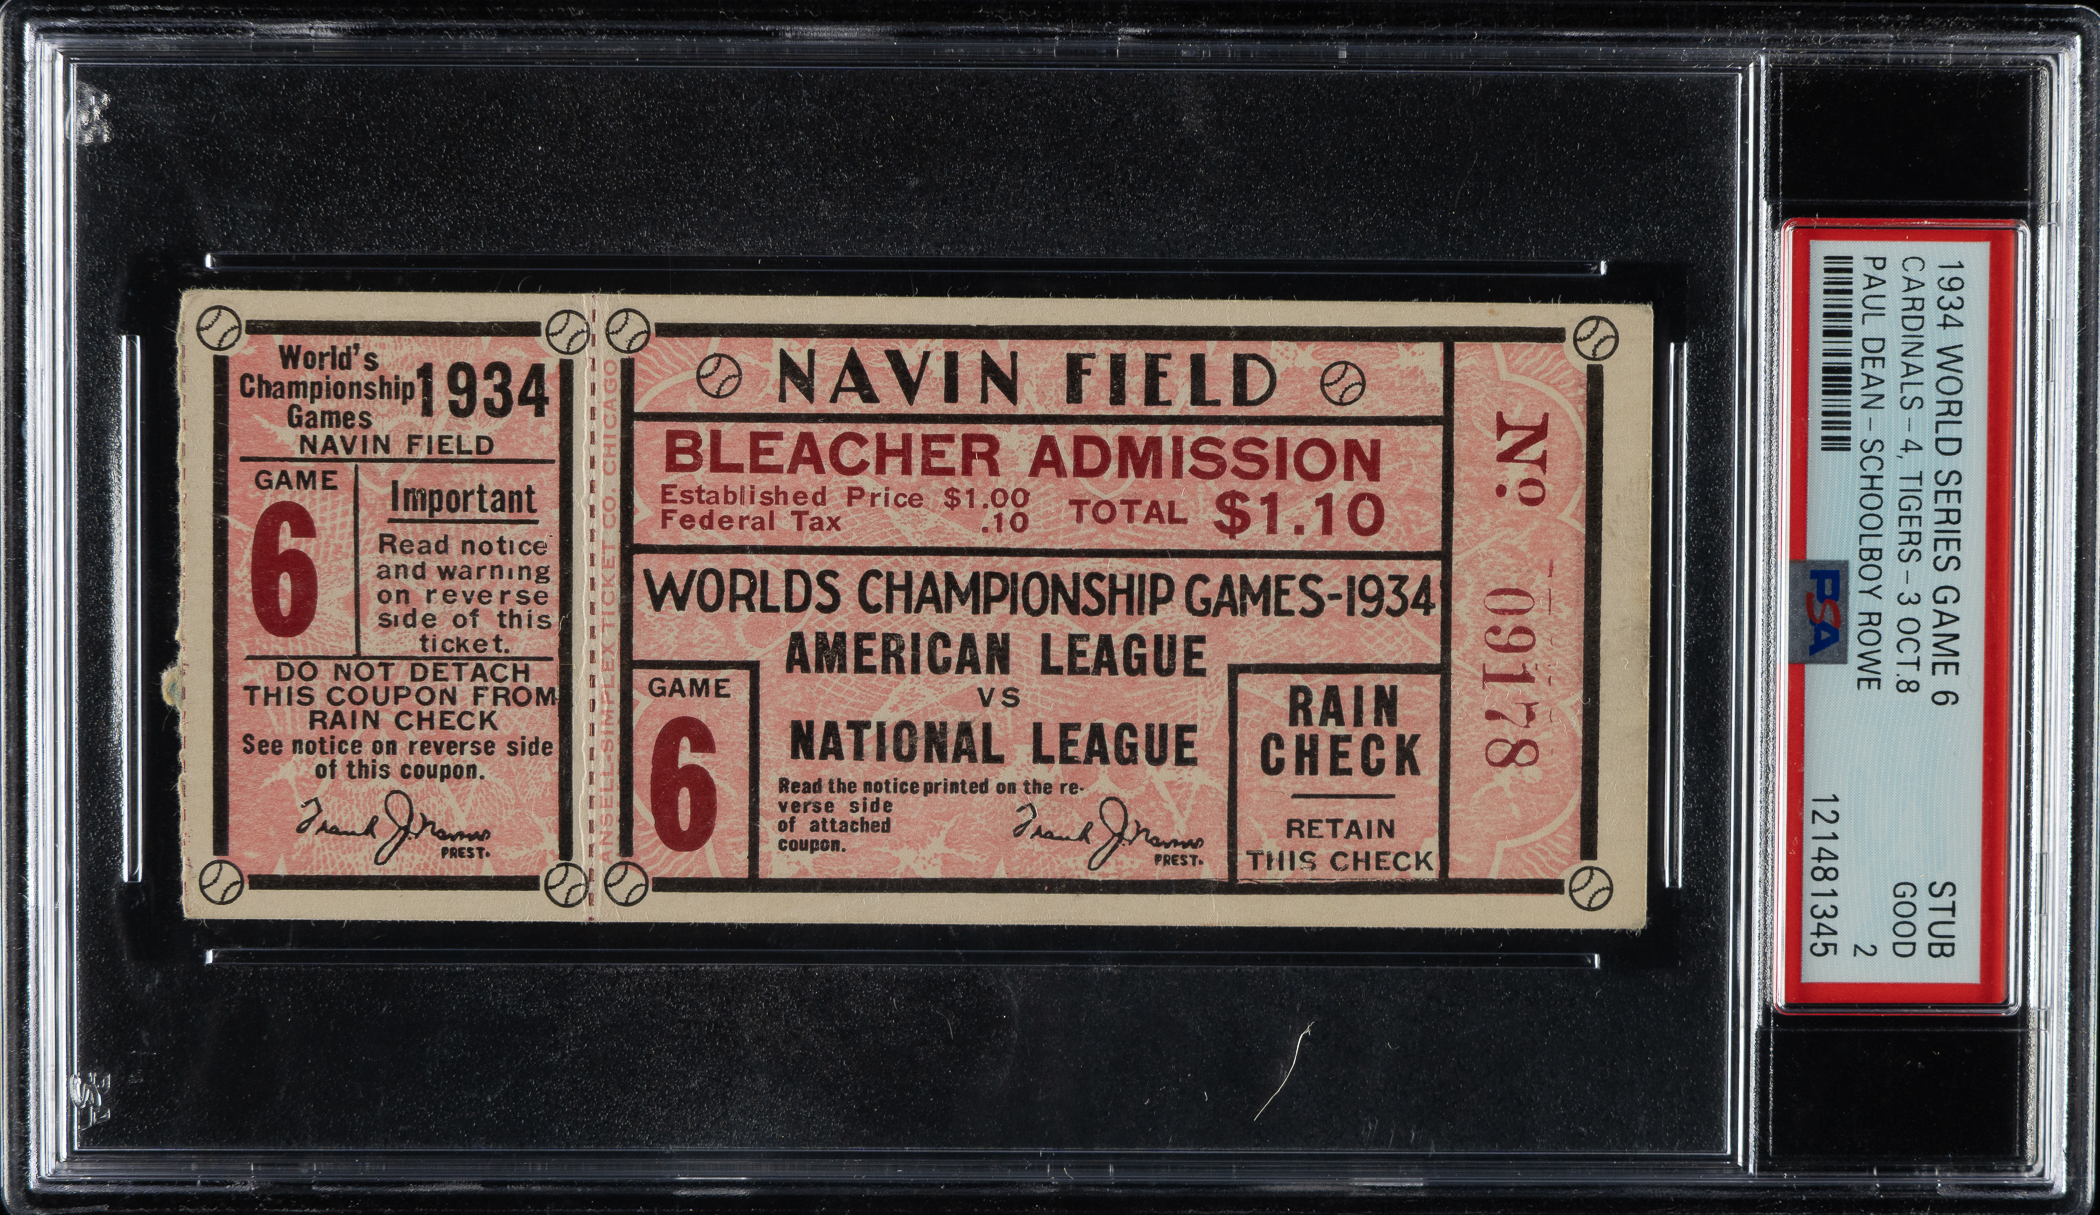 World's
Championship
Games
1934
NAVIN FIELD
GAME
6
Important
Read notice
and warning
on reverse
side of this
ticket.
DO NOT DETACH
THIS COUPON FROM
RAIN CHECK
See notice on reverse side
of this coupon.
Frank J. Navin
PREST.
ANSELL-SIMPLEX TICKET CO. CHICAGO
NAVIN FIELD
BLEACHER ADMISSION
Established Price $1.00
Federal Tax .10
TOTAL $1.10
WORLDS CHAMPIONSHIP GAMES-1934
AMERICAN LEAGUE
VS
NATIONAL LEAGUE
GAME
6
Read the notice printed on the re-
verse side
of attached
coupon.
Frank J. Navin
PREST.
RAIN
CHECK
RETAIN
THIS CHECK
No. 09178
1934 WORLD SERIES GAME 6 STUB
CARDINALS - 4, TIGERS - 3 OCT.8 GOOD
PAUL DEAN - SCHOOLBOY ROWE 2
PSA
121481345